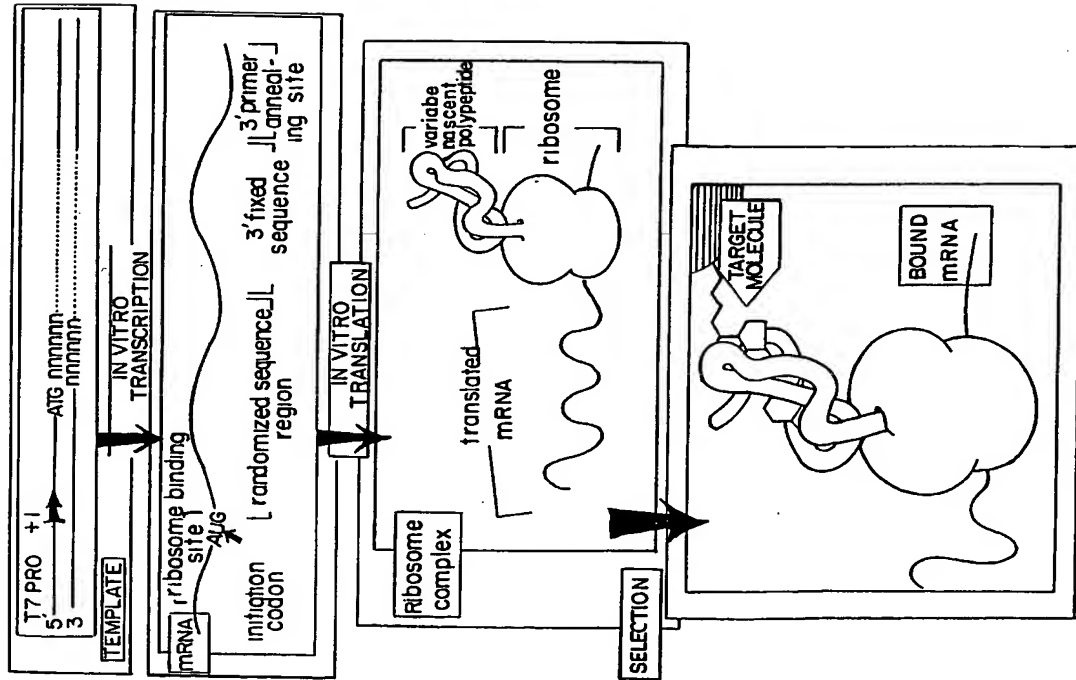 T7 PRO +1
5' ATG nnnnnn
3 nnnnnn
TEMPLATE
IN VITRO
TRANSCRIPTION
mRNA
ribosome binding
site
AUG
initiation
codon
randomized sequence
region
3' fixed
sequence
3' primer
anneal-
ing site
IN VITRO
TRANSLATION
Ribosome
complex
translated
mRNA
variabe
nascent
polypeptide
ribosome
SELECTION
TARGET
MOLECULE
BOUND
mRNA